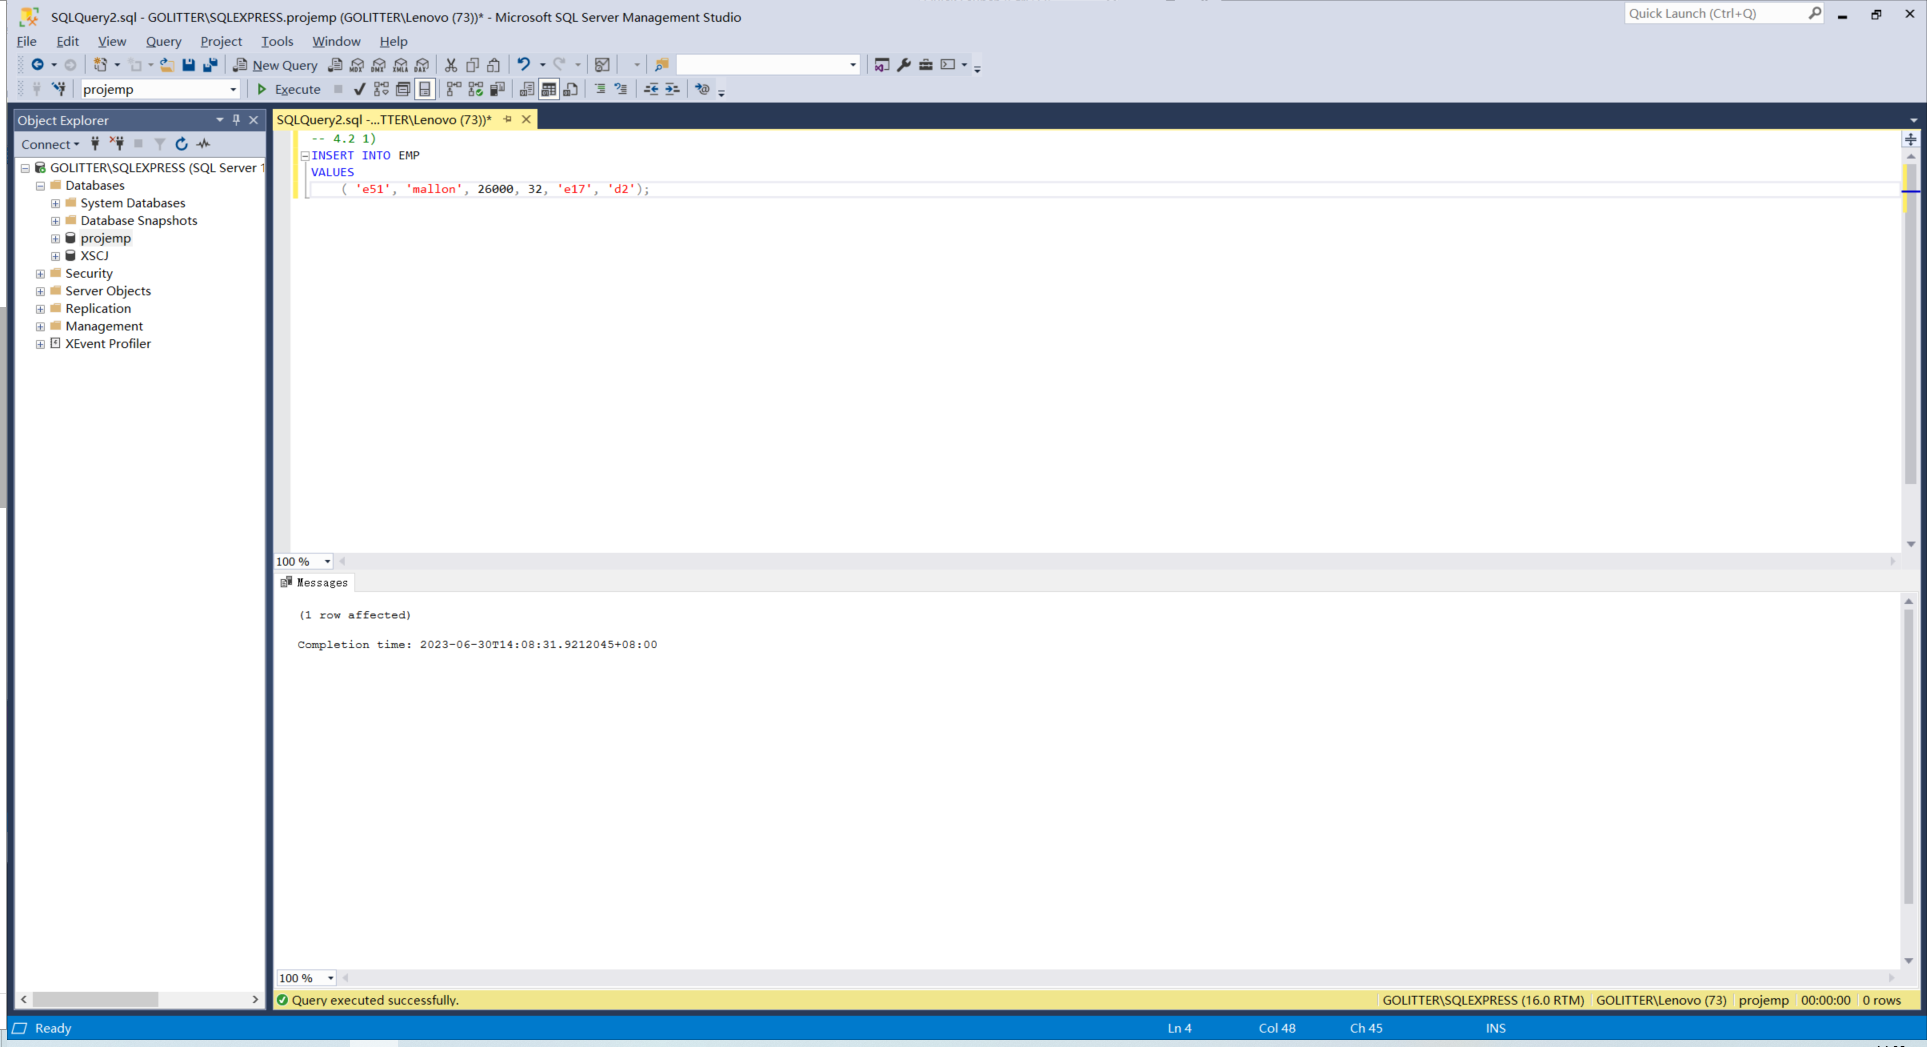 SQLQuery2.sql - GOLITTER\SQLEXPRESS.projemp (GOLITTER\Lenovo (73))* - Microsoft SQL Server Management Studio
Quick Launch (Ctrl+Q)
File Edit View Query Project Tools Window Help
New Query MDX DMX XMLA DAX
projemp Execute
Object Explorer
SQLQuery2.sql -...TTER\Lenovo (73))*
Connect
GOLITTER\SQLEXPRESS (SQL Server 1
Databases
System Databases
Database Snapshots
projemp
XSCJ
Security
Server Objects
Replication
Management
XEvent Profiler
-- 4.2 1)
INSERT INTO EMP
VALUES
( 'e51', 'mallon', 26000, 32, 'e17', 'd2');
100 %
Messages
(1 row affected)
Completion time: 2023-06-30T14:08:31.9212045+08:00
100 %
Query executed successfully.
GOLITTER\SQLEXPRESS (16.0 RTM) GOLITTER\Lenovo (73) projemp 00:00:00 0 rows
Ready
Ln 4 Col 48 Ch 45 INS